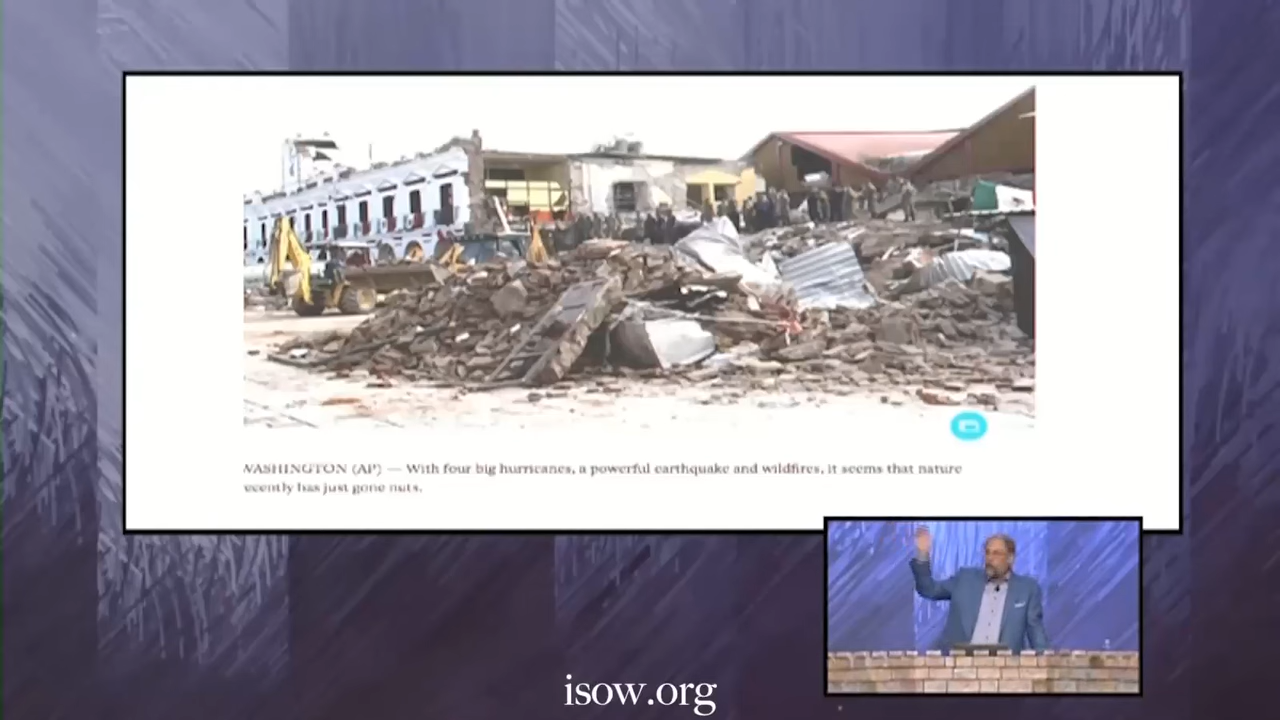 WASHINGTON (AP) — With four big hurricanes, a powerful earthquake and wildfires, it seems that nature
ecently has just gone nuts.
isow.org